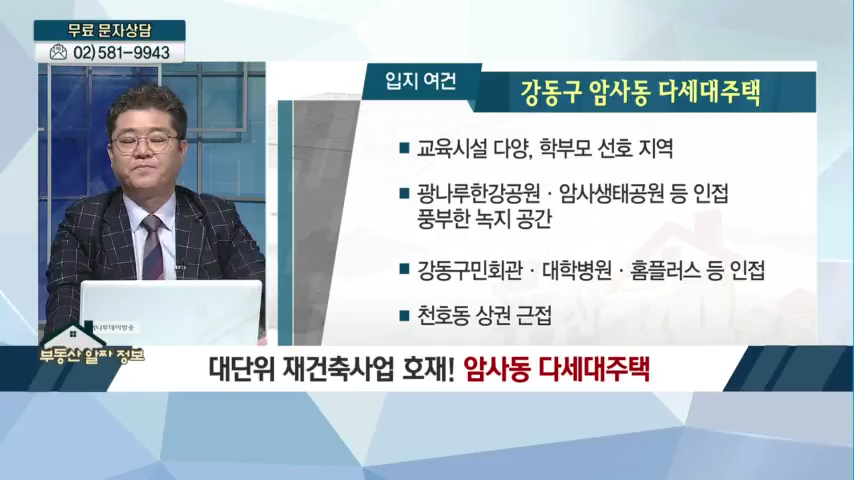 무료 문자상담
02)581-9943
입지 여건
강동구 암사동 다세대주택
■ 교육시설 다양, 학부모 선호 지역
■ 광나루한강공원 · 암사생태공원 등 인접
풍부한 녹지 공간
■ 강동구민회관 · 대학병원 · 홈플러스 등 인접
■ 천호동 상권 근접
부동산 알짜 정보
대단위 재건축사업 호재! 암사동 다세대주택